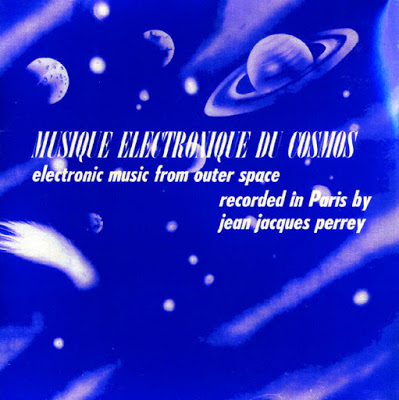 MUSIQUE ELECTRONIQUE DU COSMOS
electronic music from outer space
recorded in Paris by
jean jacques perrey